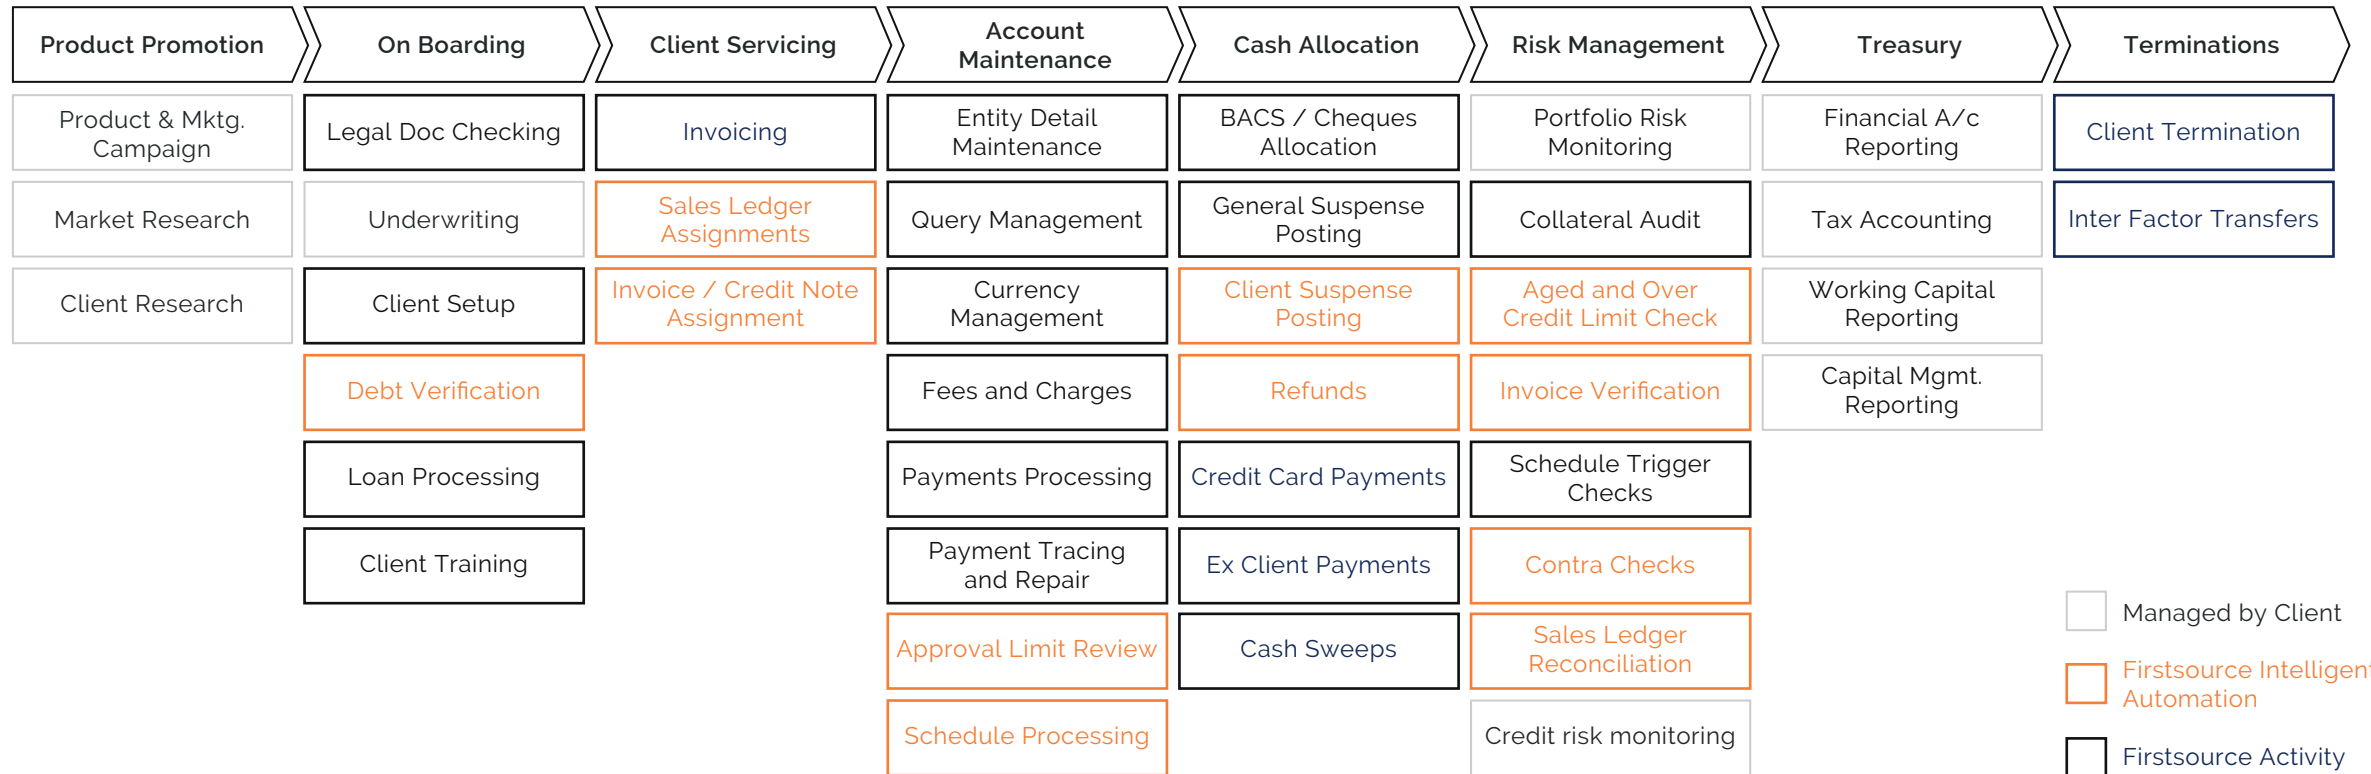 Product Promotion
On Boarding
Client Servicing
Account
Maintenance
Cash Allocation
Risk Management
Treasury
Terminations
Product & Mktg.
Campaign
Market Research
Client Research
Legal Doc Checking
Underwriting
Client Setup
Debt Verification
Loan Processing
Client Training
Invoicing
Sales Ledger
Assignments
Invoice / Credit Note
Assignment
Entity Detail
Maintenance
Query Management
Currency
Management
Fees and Charges
Payments Processing
Payment Tracing
and Repair
Approval Limit Review
Schedule Processing
BACS / Cheques
Allocation
General Suspense
Posting
Client Suspense
Posting
Refunds
Credit Card Payments
Ex Client Payments
Cash Sweeps
Portfolio Risk
Monitoring
Collateral Audit
Aged and Over
Credit Limit Check
Invoice Verification
Schedule Trigger
Checks
Contra Checks
Sales Ledger
Reconciliation
Credit risk monitoring
Financial A/c
Reporting
Tax Accounting
Working Capital
Reporting
Capital Mgmt.
Reporting
Client Termination
Inter Factor Transfers
Managed by Client
Firstsource Intelligent
Automation
Firstsource Activity